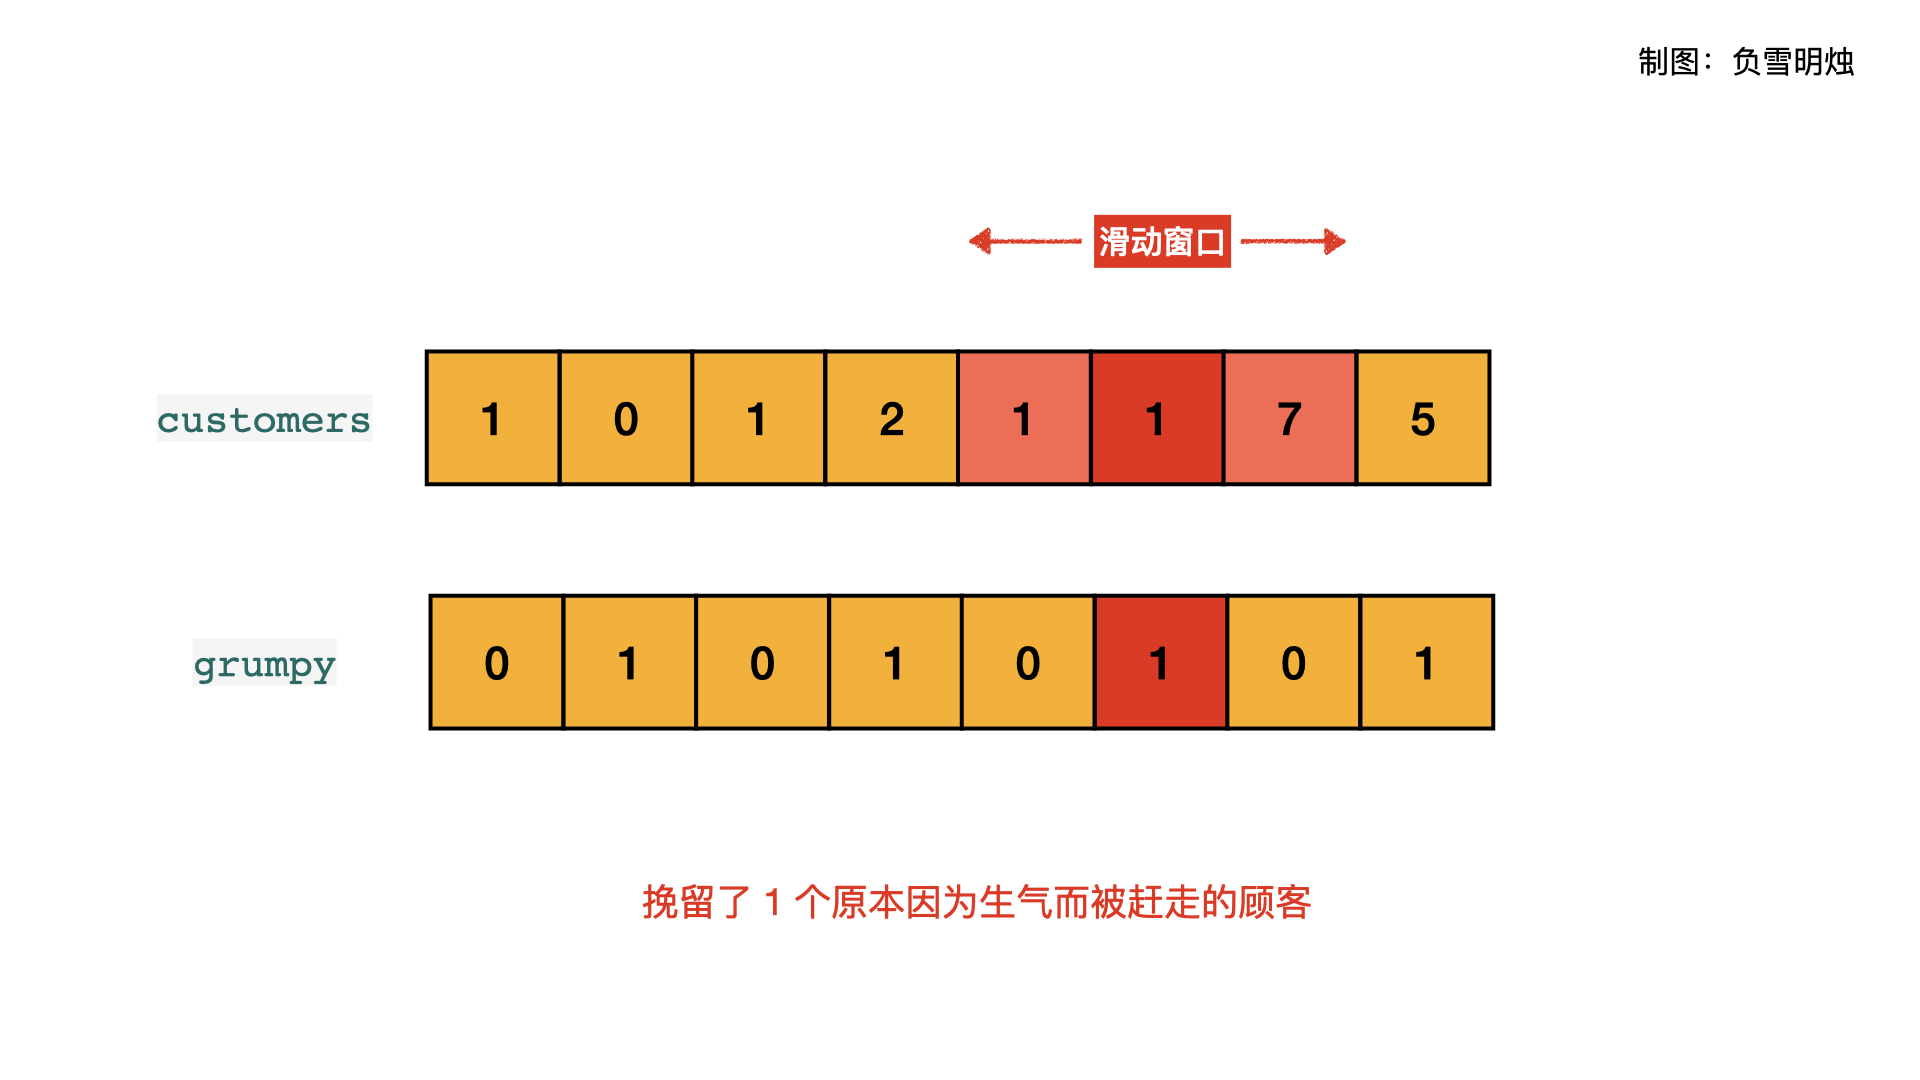 制图：负雪明烛
滑动窗口
customers 1 0 1 2 1 1 7 5
grumpy 0 1 0 1 0 1 0 1
挽留了 1 个原本因为生气而被赶走的顾客